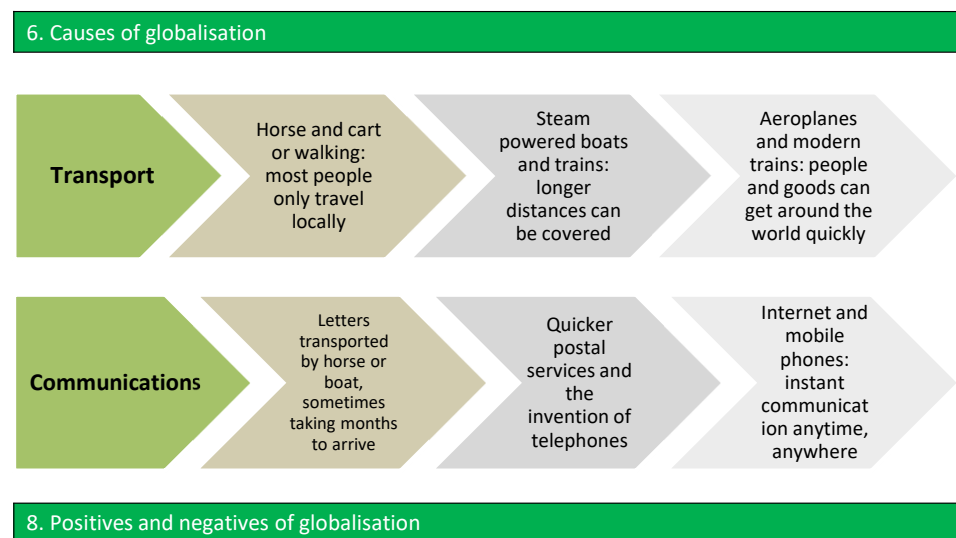 6. Causes of globalisation
Transport
Horse and cart
or walking:
most people
only travel
locally
Steam
powered boats
and trains:
longer
distances can
be covered
Aeroplanes
and modern
trains: people
and goods can
get around the
world quickly
Communications
Letters
transported
by horse or
boat,
sometimes
taking months
to arrive
Quicker
postal
services and
the
invention of
telephones
Internet and
mobile
phones:
instant
communicat
ion anytime,
anywhere
8. Positives and negatives of globalisation